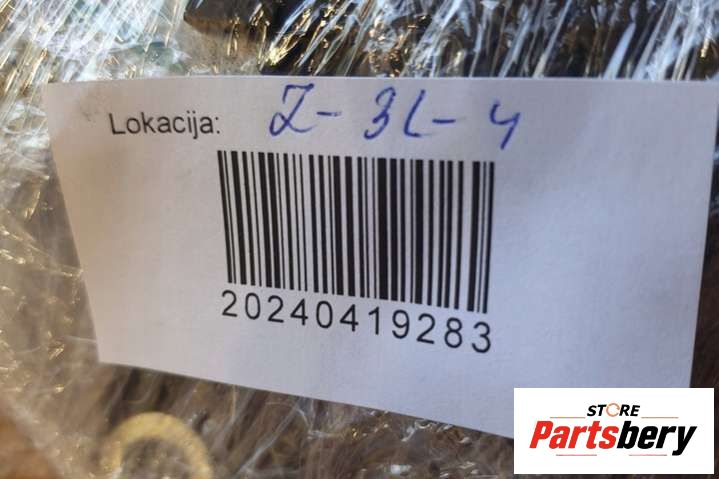 Lokacija: Z-3L-4
20240419283
STORE
Partsbery